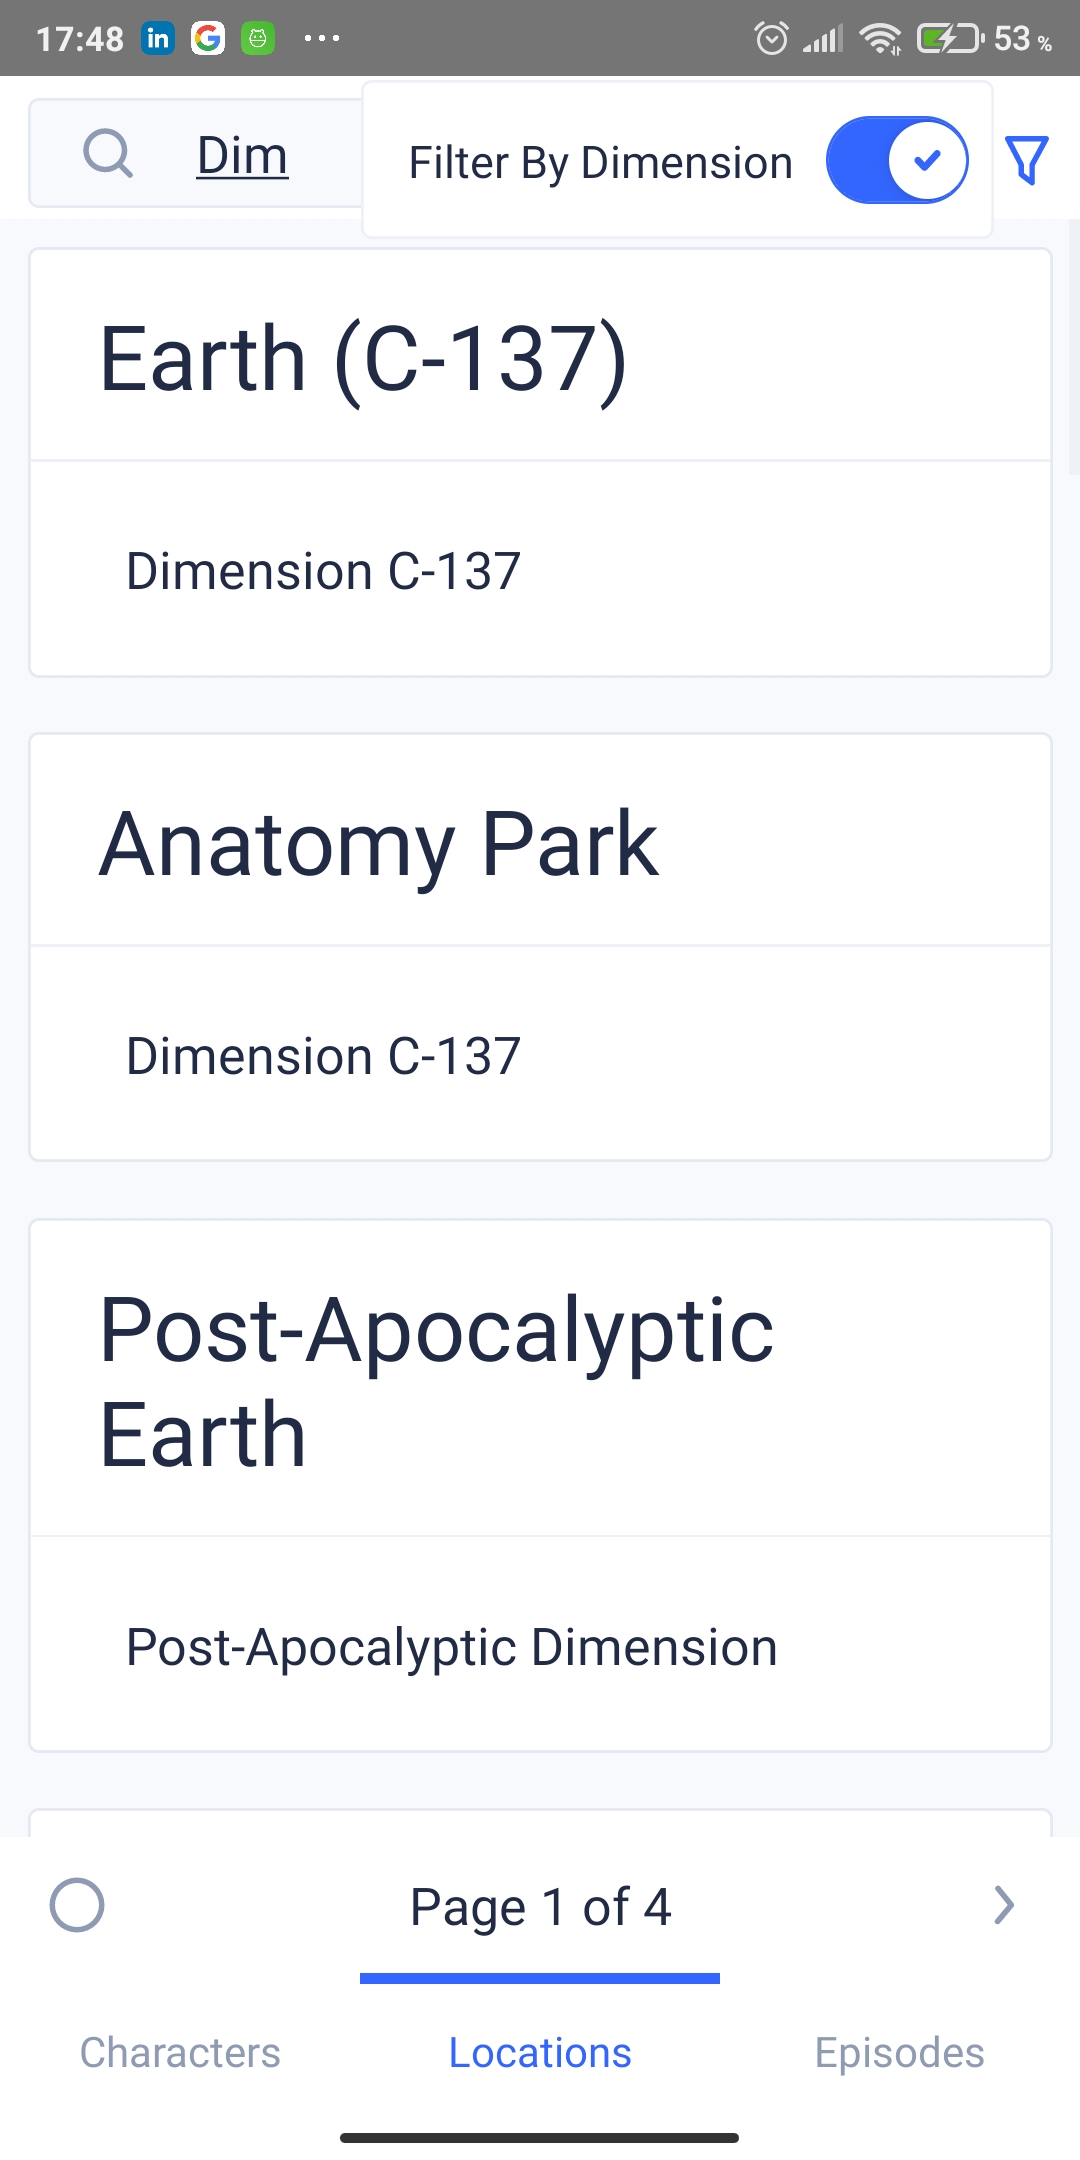 17:48 in G ... 53 %
Dim
Filter By Dimension
Earth (C-137)
Dimension C-137
Anatomy Park
Dimension C-137
Post-Apocalyptic
Earth
Post-Apocalyptic Dimension
Page 1 of 4
Characters Locations Episodes